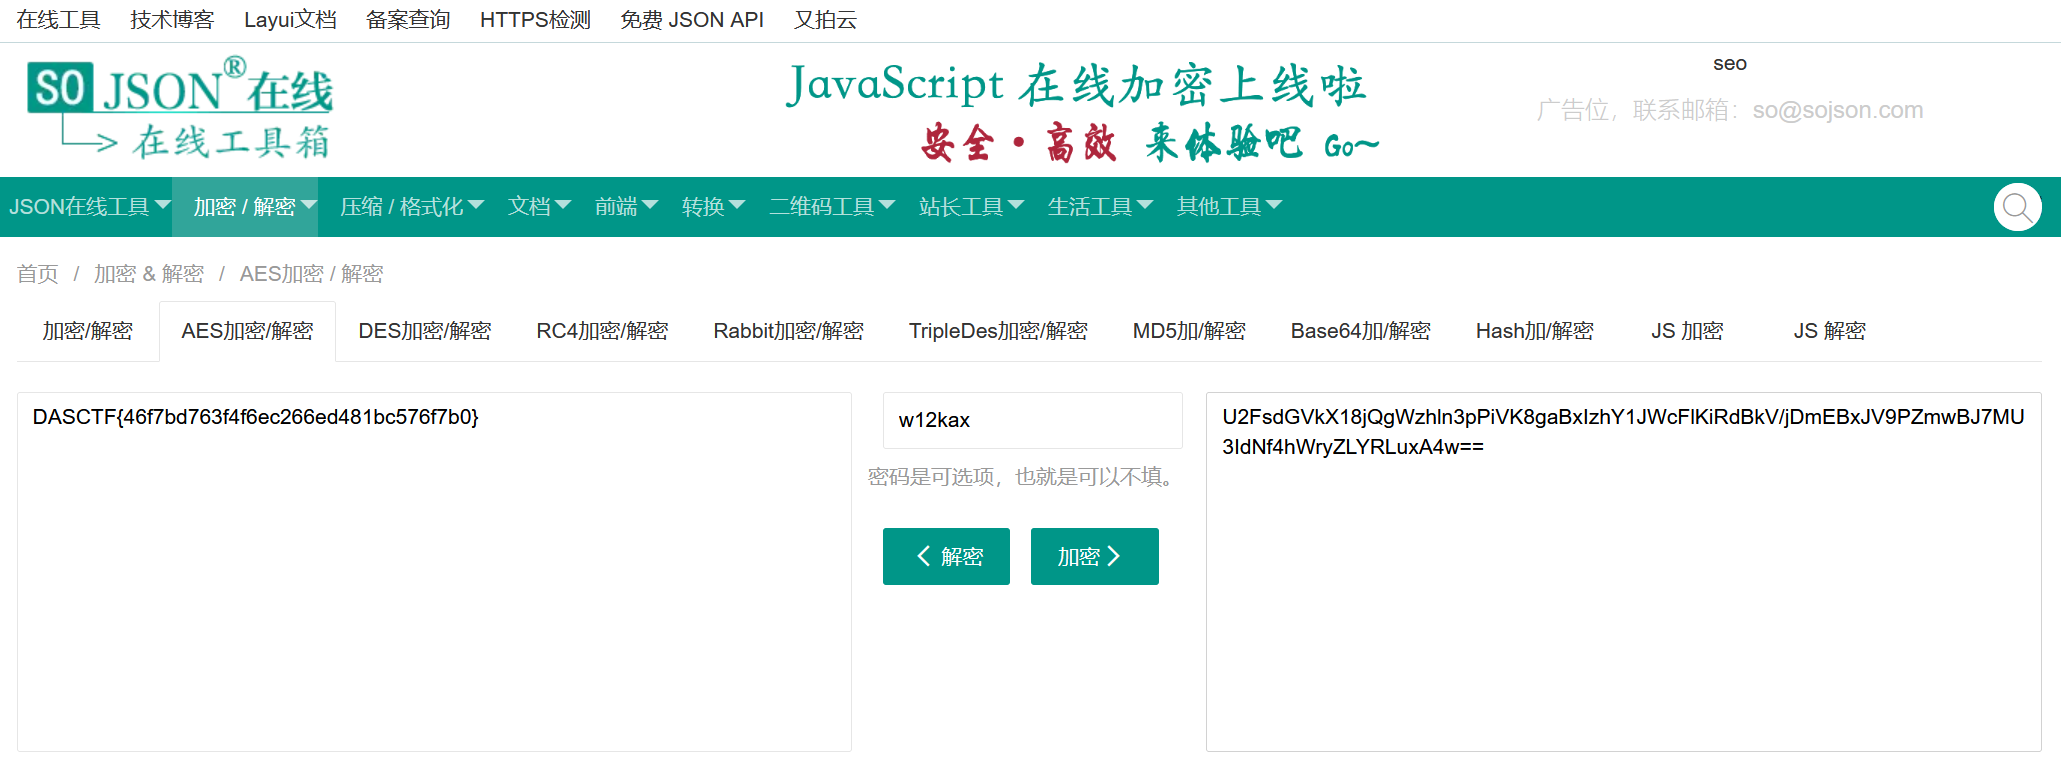 在线工具 技术博客 Layui文档 备案查询 HTTPS检测 免费 JSON API 又拍云
SO JSON®在线
在线工具箱
JavaScript 在线加密上线啦
安全·高效 来体验吧 Go~
seo
广告位，联系邮箱：so@sojson.com
JSON在线工具 加密 / 解密 压缩 / 格式化 文档 前端 转换 二维码工具 站长工具 生活工具 其他工具
首页 / 加密 & 解密 / AES加密 / 解密
加密/解密 AES加密/解密 DES加密/解密 RC4加密/解密 Rabbit加密/解密 TripleDes加密/解密 MD5加/解密 Base64加/解密 Hash加/解密 JS 加密 JS 解密
DASCTF{46f7bd763f4f6ec266ed481bc576f7b0}
w12kax
密码是可选项，也就是可以不填。
解密 加密
U2FsdGVkX18jQgWzhln3pPiVK8gaBxIzhY1JWcFlKiRdBkV/jDmEBxJV9PZmwBJ7MU
3IdNf4hWryZLYRLuxA4w==